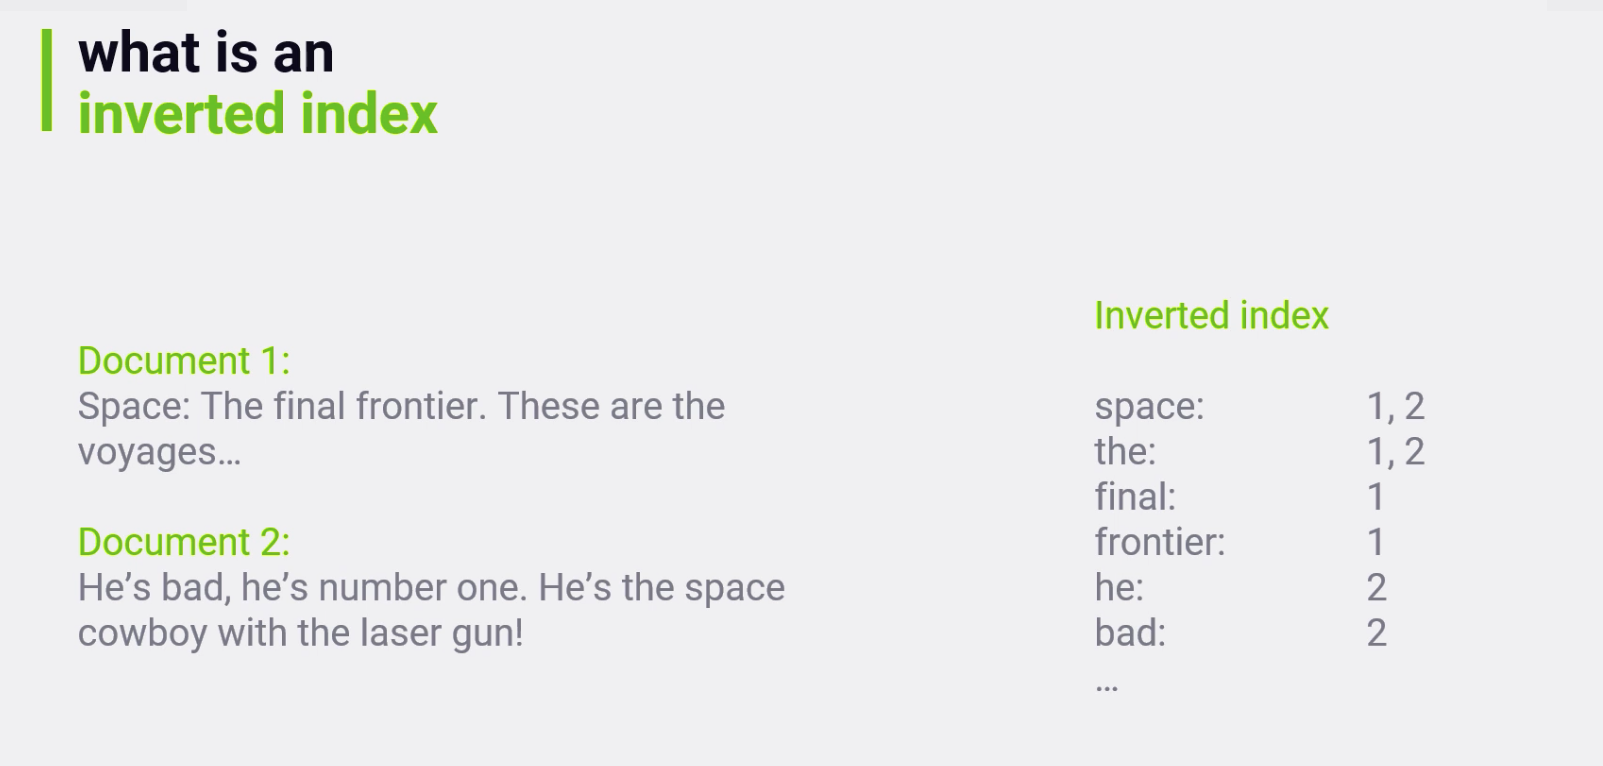 what is an
inverted index
Document 1:
Space: The final frontier. These are the
voyages…
Document 2:
He’s bad, he’s number one. He’s the space
cowboy with the laser gun!
Inverted index
space: 1, 2
the: 1, 2
final: 1
frontier: 1
he: 2
bad: 2
…